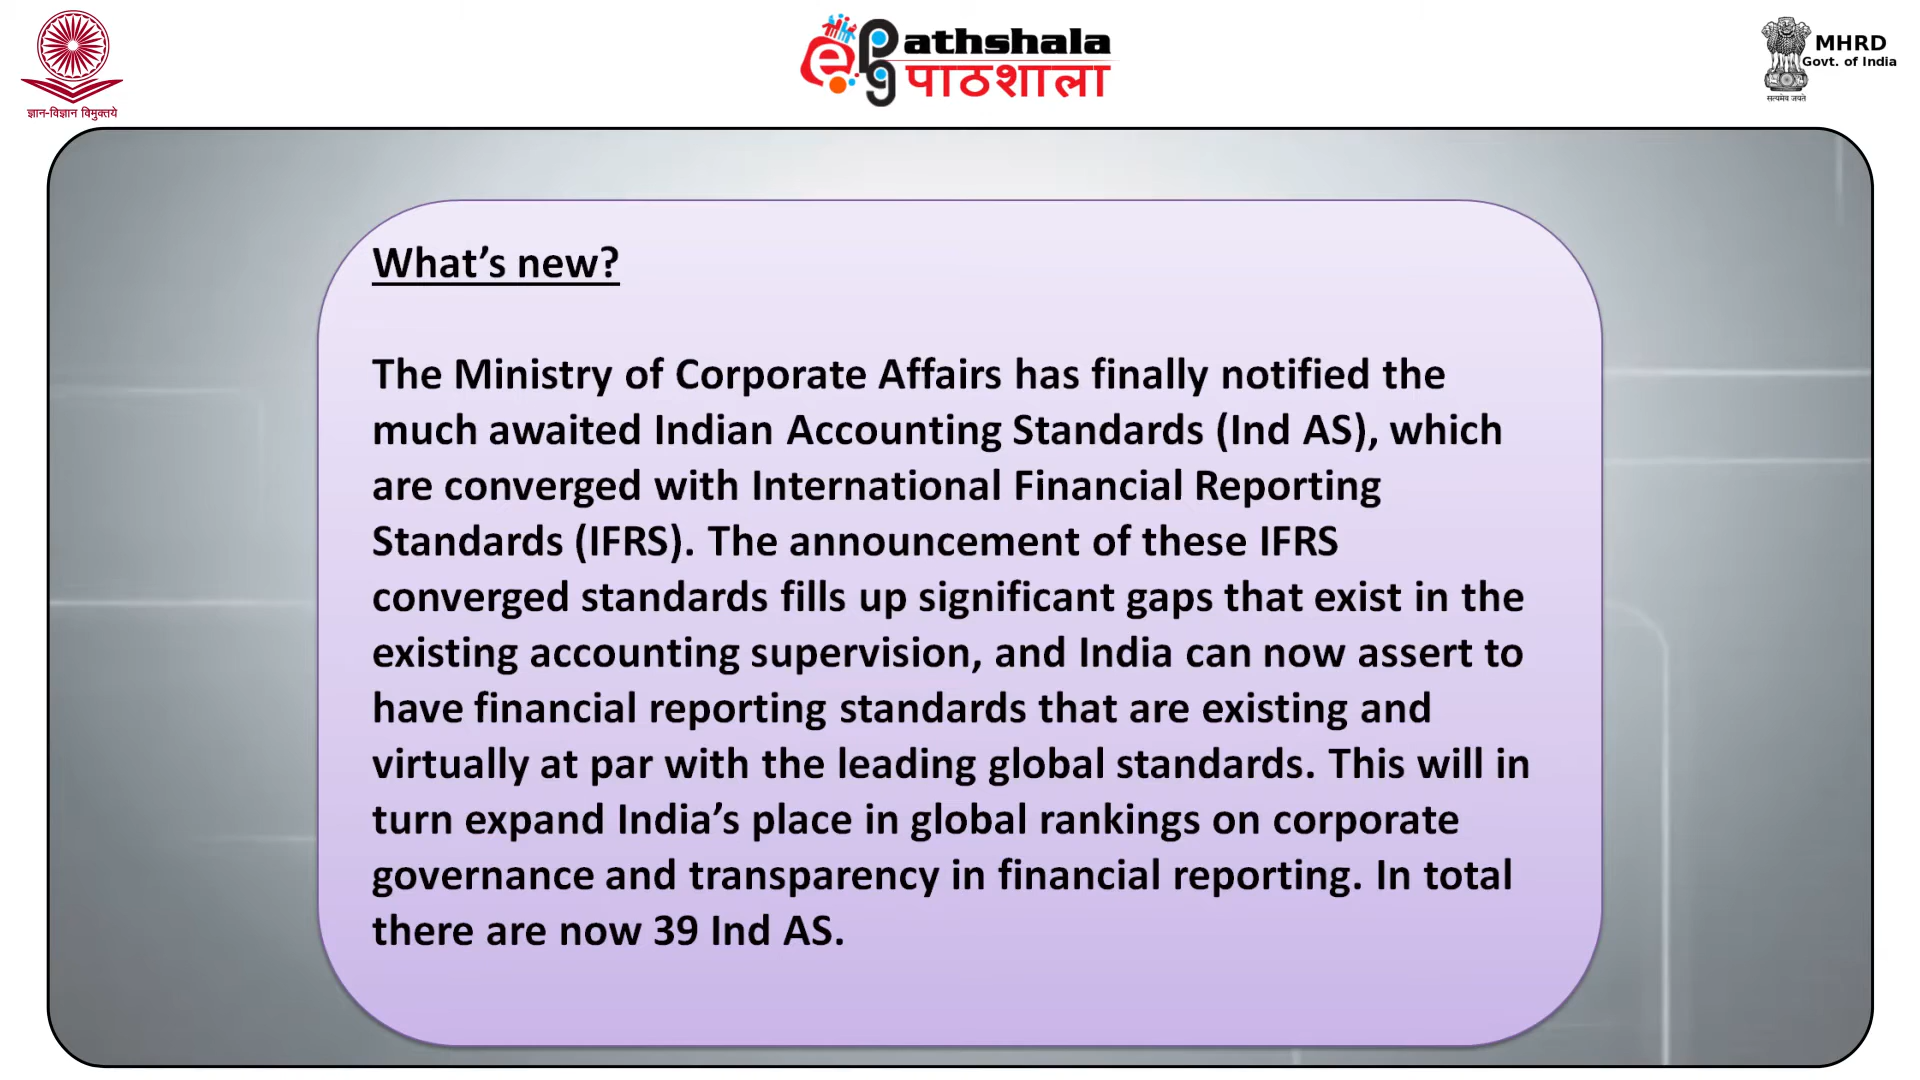 ज्ञान-विज्ञान विमुक्तये
e pg athshala
पाठशाला
सत्यमेव जयते
MHRD
Govt. of India
What's new?
The Ministry of Corporate Affairs has finally notified the
much awaited Indian Accounting Standards (Ind AS), which
are converged with International Financial Reporting
Standards (IFRS). The announcement of these IFRS
converged standards fills up significant gaps that exist in the
existing accounting supervision, and India can now assert to
have financial reporting standards that are existing and
virtually at par with the leading global standards. This will in
turn expand India's place in global rankings on corporate
governance and transparency in financial reporting. In total
there are now 39 Ind AS.